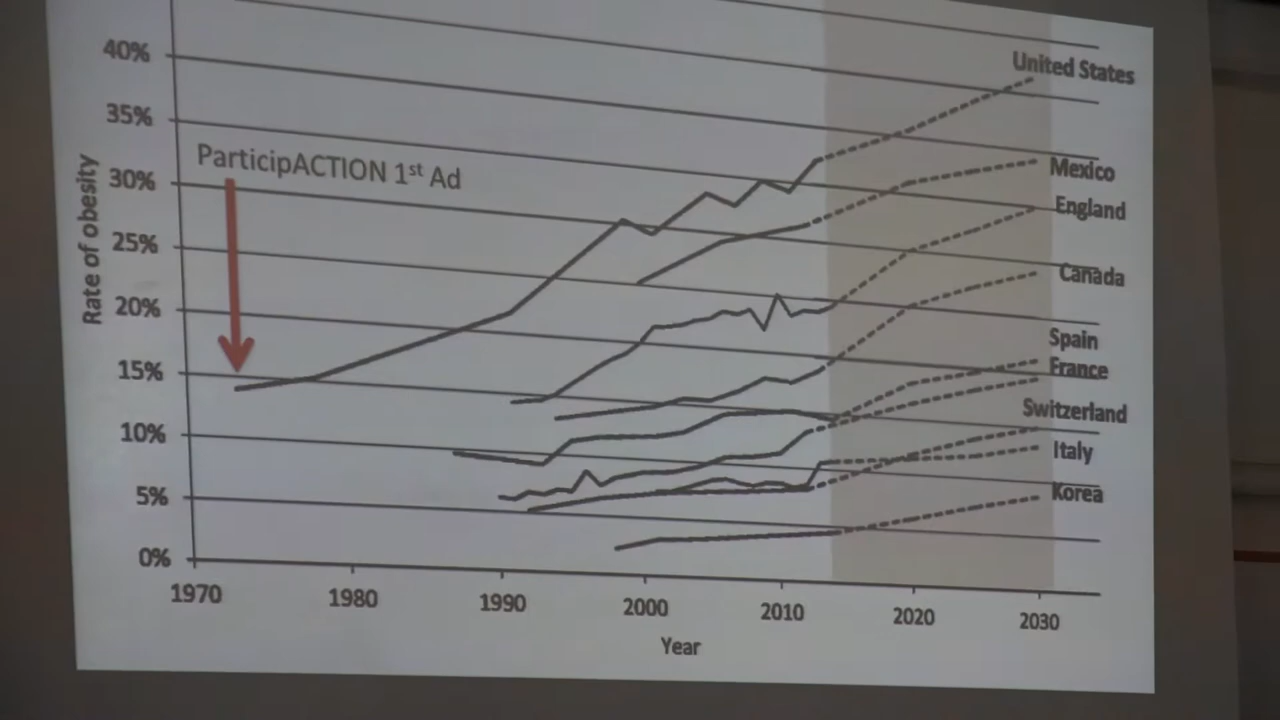 40%
35%
30%
25%
20%
15%
10%
5%
0%
Rate of obesity
ParticipACTION 1st Ad
United States
Mexico
England
Canada
Spain
France
Switzerland
Italy
Korea
1970 1980 1990 2000 2010 2020 2030
Year